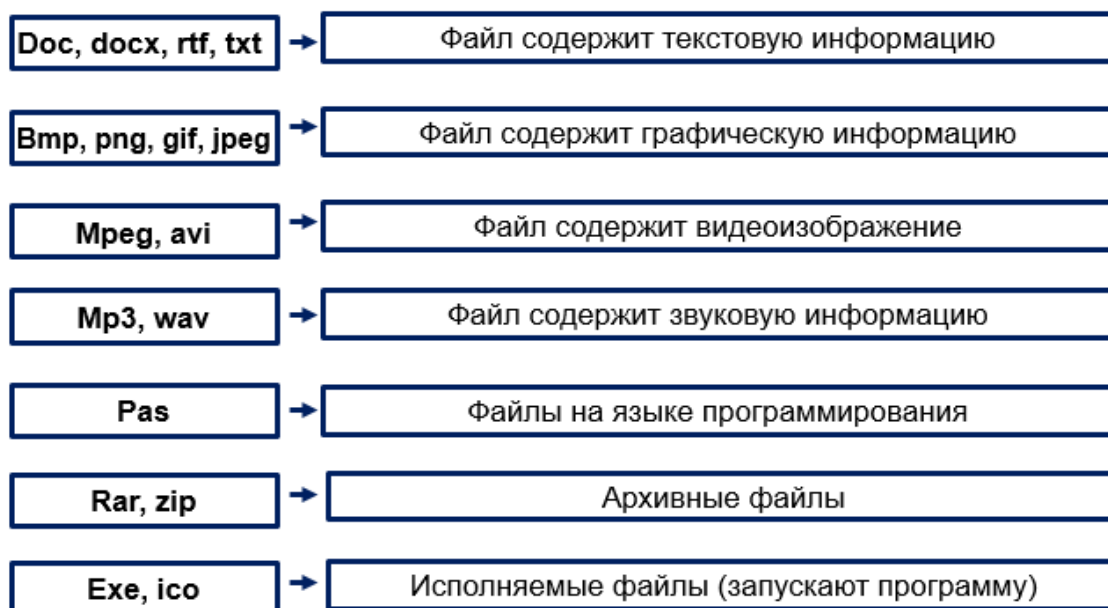 Doc, docx, rtf, txt
Файл содержит текстовую информацию
Bmp, png, gif, jpeg
Файл содержит графическую информацию
Mpeg, avi
Файл содержит видеоизображение
Mp3, wav
Файл содержит звуковую информацию
Pas
Файлы на языке программирования
Rar, zip
Архивные файлы
Exe, ico
Исполняемые файлы (запускают программу)